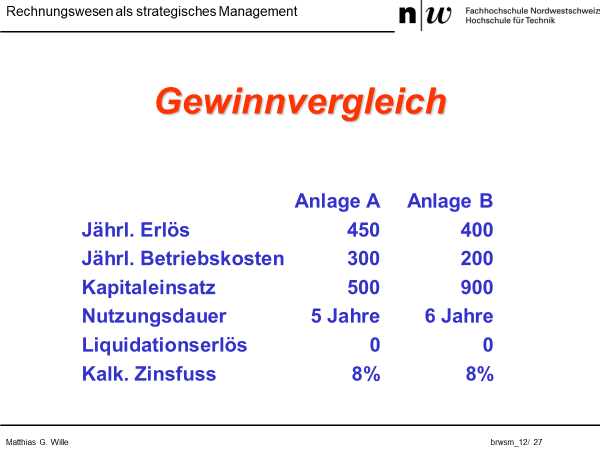 Rechnungswesen als strategisches Management
n|w Fachhochschule Nordwestschweiz
Hochschule für Technik
Gewinnvergleich
Anlage A Anlage B
Jährl. Erlös 450 400
Jährl. Betriebskosten 300 200
Kapitaleinsatz 500 900
Nutzungsdauer 5 Jahre 6 Jahre
Liquidationserlös 0 0
Kalk. Zinsfuss 8% 8%
Matthias G. Wille brwsm_12/ 27